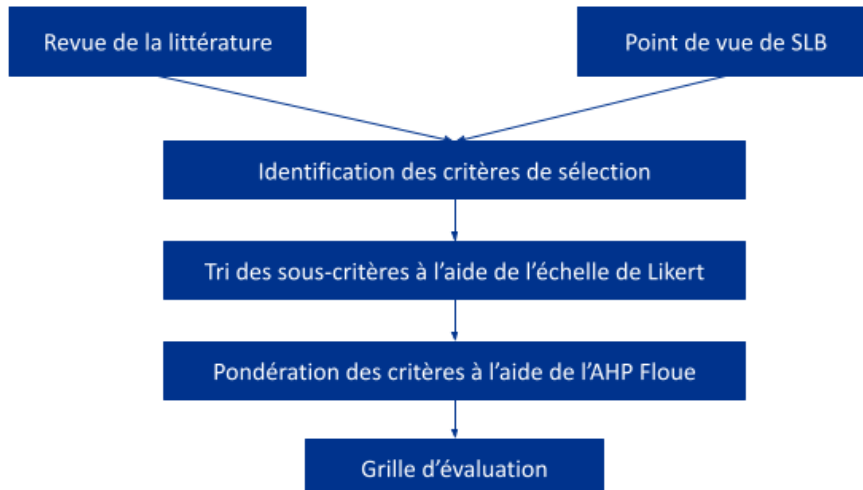 Revue de la littérature
Point de vue de SLB
Identification des critères de sélection
Tri des sous-critères à l’aide de l’échelle de Likert
Pondération des critères à l’aide de l’AHP Floue
Grille d’évaluation